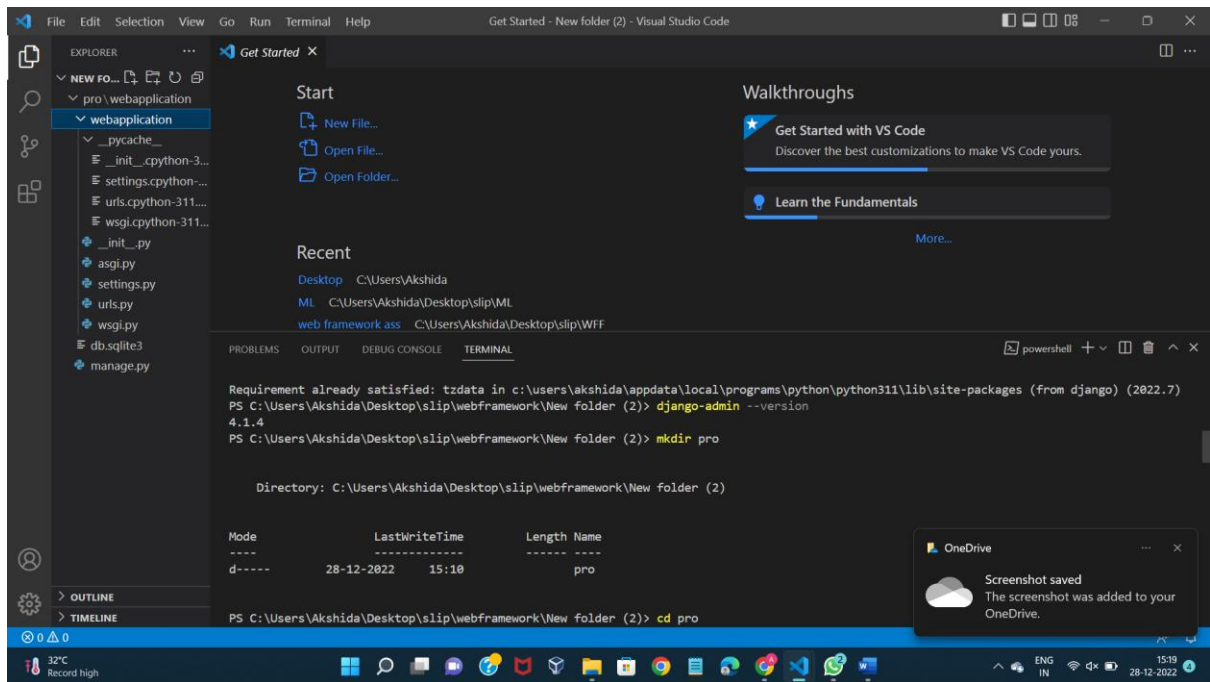 File Edit Selection View Go Run Terminal Help
Get Started - New folder (2) - Visual Studio Code
EXPLORER
NEW FO...
pro\webapplication
webapplication
__pycache__
__init__.cpython-3...
settings.cpython-...
urls.cpython-311....
wsgi.cpython-311...
__init__.py
asgi.py
settings.py
urls.py
wsgi.py
db.sqlite3
manage.py
OUTLINE
TIMELINE
Get Started
Start
New File...
Open File...
Open Folder...
Recent
Desktop C:\Users\Akshida
ML C:\Users\Akshida\Desktop\slip\ML
web framework ass C:\Users\Akshida\Desktop\slip\WFF
Walkthroughs
Get Started with VS Code
Discover the best customizations to make VS Code yours.
Learn the Fundamentals
More...
PROBLEMS OUTPUT DEBUG CONSOLE TERMINAL
powershell
Requirement already satisfied: tzdata in c:\users\akshida\appdata\local\programs\python\python311\lib\site-packages (from django) (2022.7)
PS C:\Users\Akshida\Desktop\slip\webframework\New folder (2)> django-admin --version
4.1.4
PS C:\Users\Akshida\Desktop\slip\webframework\New folder (2)> mkdir pro
Directory: C:\Users\Akshida\Desktop\slip\webframework\New folder (2)
Mode LastWriteTime Length Name
---- ------------- ------ ----
d----- 28-12-2022 15:10 pro
PS C:\Users\Akshida\Desktop\slip\webframework\New folder (2)> cd pro
OneDrive
Screenshot saved
The screenshot was added to your
OneDrive.
0 0
32°C
Record high
2
ENG
IN
15:19
28-12-2022
4